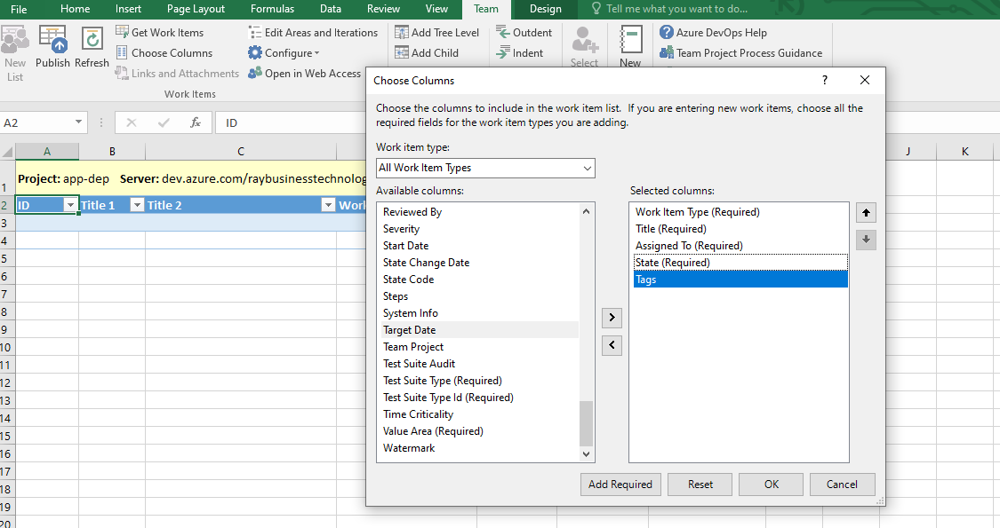 File Home Insert Page Layout Formulas Data Review View Team Design Tell me what you want to do...
New List
Publish
Refresh
Get Work Items
Choose Columns
Links and Attachments
Edit Areas and Iterations
Configure
Open in Web Access
Work Items
Add Tree Level
Add Child
Outdent
Indent
Select
New
Azure DevOps Help
Team Project Process Guidance
A2 fx ID
A B C J K
1 Project: app-dep Server: dev.azure.com/raybusinesstechnolog
2 ID Title 1 Title 2 Work
3
4
5
6
7
8
9
10
11
12
13
14
15
16
17
18
19
20
Choose Columns ?
Choose the columns to include in the work item list. If you are entering new work items, choose all the
required fields for the work item types you are adding.
Work item type:
All Work Item Types
Available columns:
Reviewed By
Severity
Start Date
State Change Date
State Code
Steps
System Info
Target Date
Team Project
Test Suite Audit
Test Suite Type (Required)
Test Suite Type Id (Required)
Time Criticality
Value Area (Required)
Watermark
Selected columns:
Work Item Type (Required)
Title (Required)
Assigned To (Required)
State (Required)
Tags
Add Required Reset OK Cancel